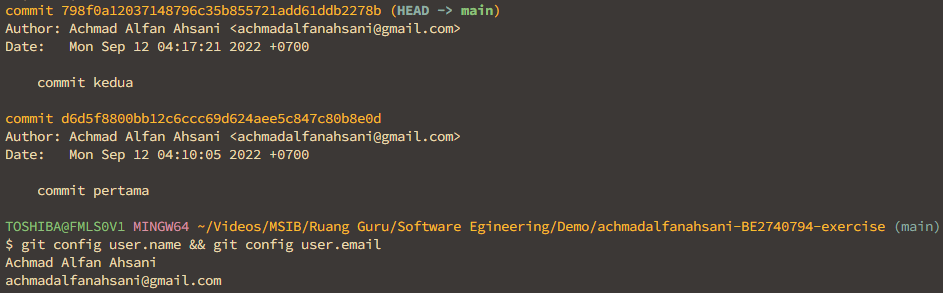 commit 798f0a12037148796c35b855721add61ddb2278b (HEAD -> main)
Author: Achmad Alfan Ahsani <achmadalfanahsani@gmail.com>
Date:   Mon Sep 12 04:17:21 2022 +0700
    commit kedua
commit d6d5f8800bb12c6ccc69d624aee5c847c80b8e0d
Author: Achmad Alfan Ahsani <achmadalfanahsani@gmail.com>
Date:   Mon Sep 12 04:10:05 2022 +0700
    commit pertama
TOSHIBA@FMLS0V1 MINGW64 ~/Videos/MSIB/Ruang Guru/Software Egineering/Demo/achmadalfanahsani-BE2740794-exercise (main)
$ git config user.name && git config user.email
Achmad Alfan Ahsani
achmadalfanahsani@gmail.com